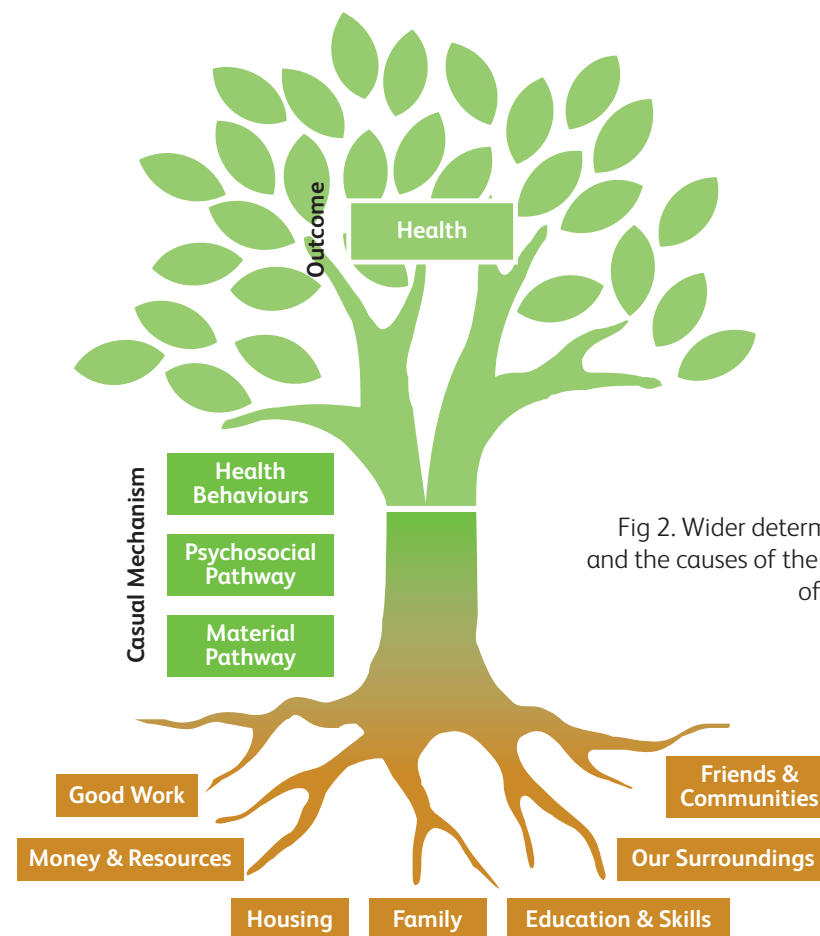 Outcome
Health
Casual Mechanism
Health
Behaviours
Psychosocial
Pathway
Material
Pathway
Fig 2. Wider determ
and the causes of the
of
Good Work
Money & Resources
Housing
Family
Education & Skills
Our Surroundings
Friends &
Communities